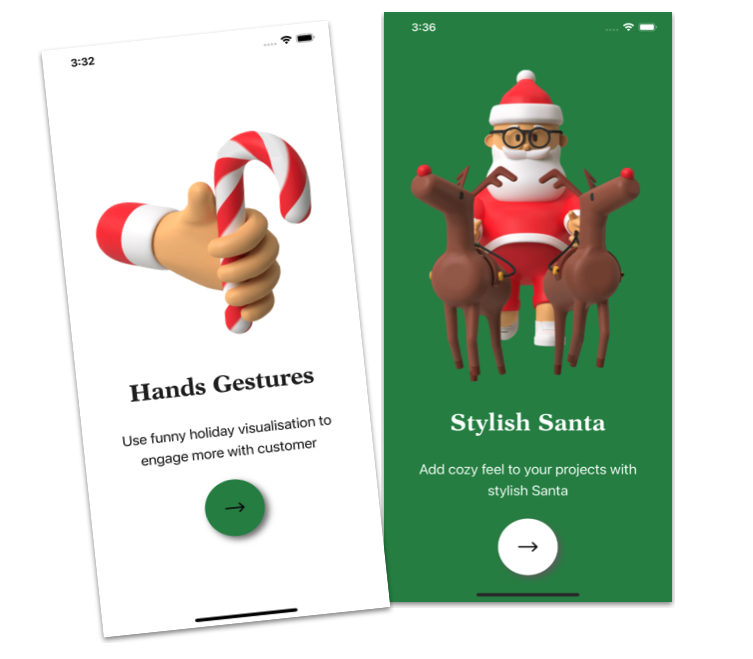 3:32
Hands Gestures
Use funny holiday visualisation to
engage more with customer
3:36
Stylish Santa
Add cozy feel to your projects with
stylish Santa